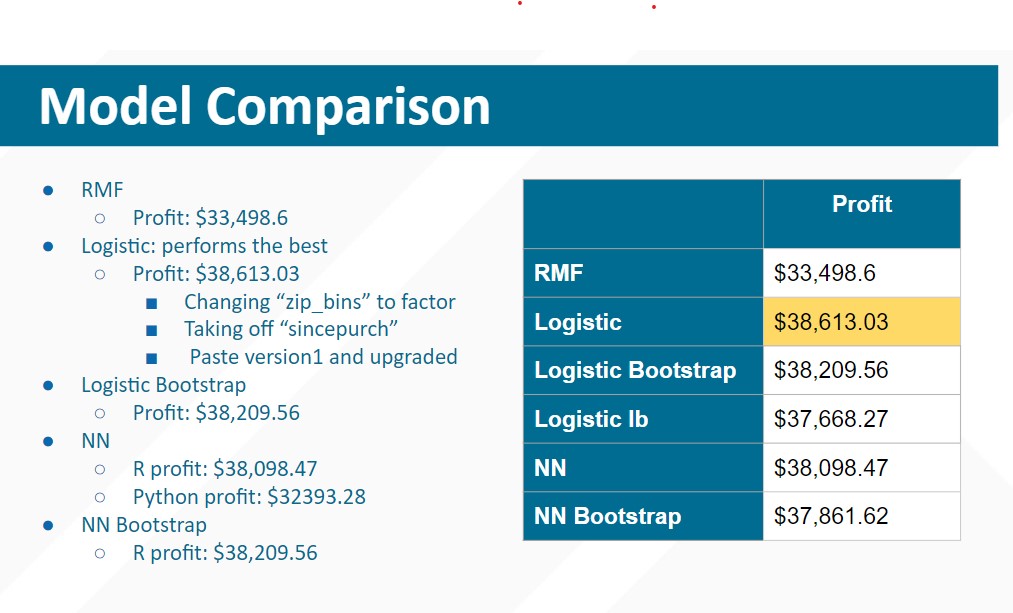 Model Comparison
● RMF
○ Profit: $33,498.6
● Logistic: performs the best
○ Profit: $38,613.03
■ Changing “zip_bins” to factor
■ Taking off “sincepurch”
■ Paste version1 and upgraded
● Logistic Bootstrap
○ Profit: $38,209.56
● NN
○ R profit: $38,098.47
○ Python profit: $32393.28
● NN Bootstrap
○ R profit: $38,209.56
Profit
RMF $33,498.6
Logistic $38,613.03
Logistic Bootstrap $38,209.56
Logistic lb $37,668.27
NN $38,098.47
NN Bootstrap $37,861.62